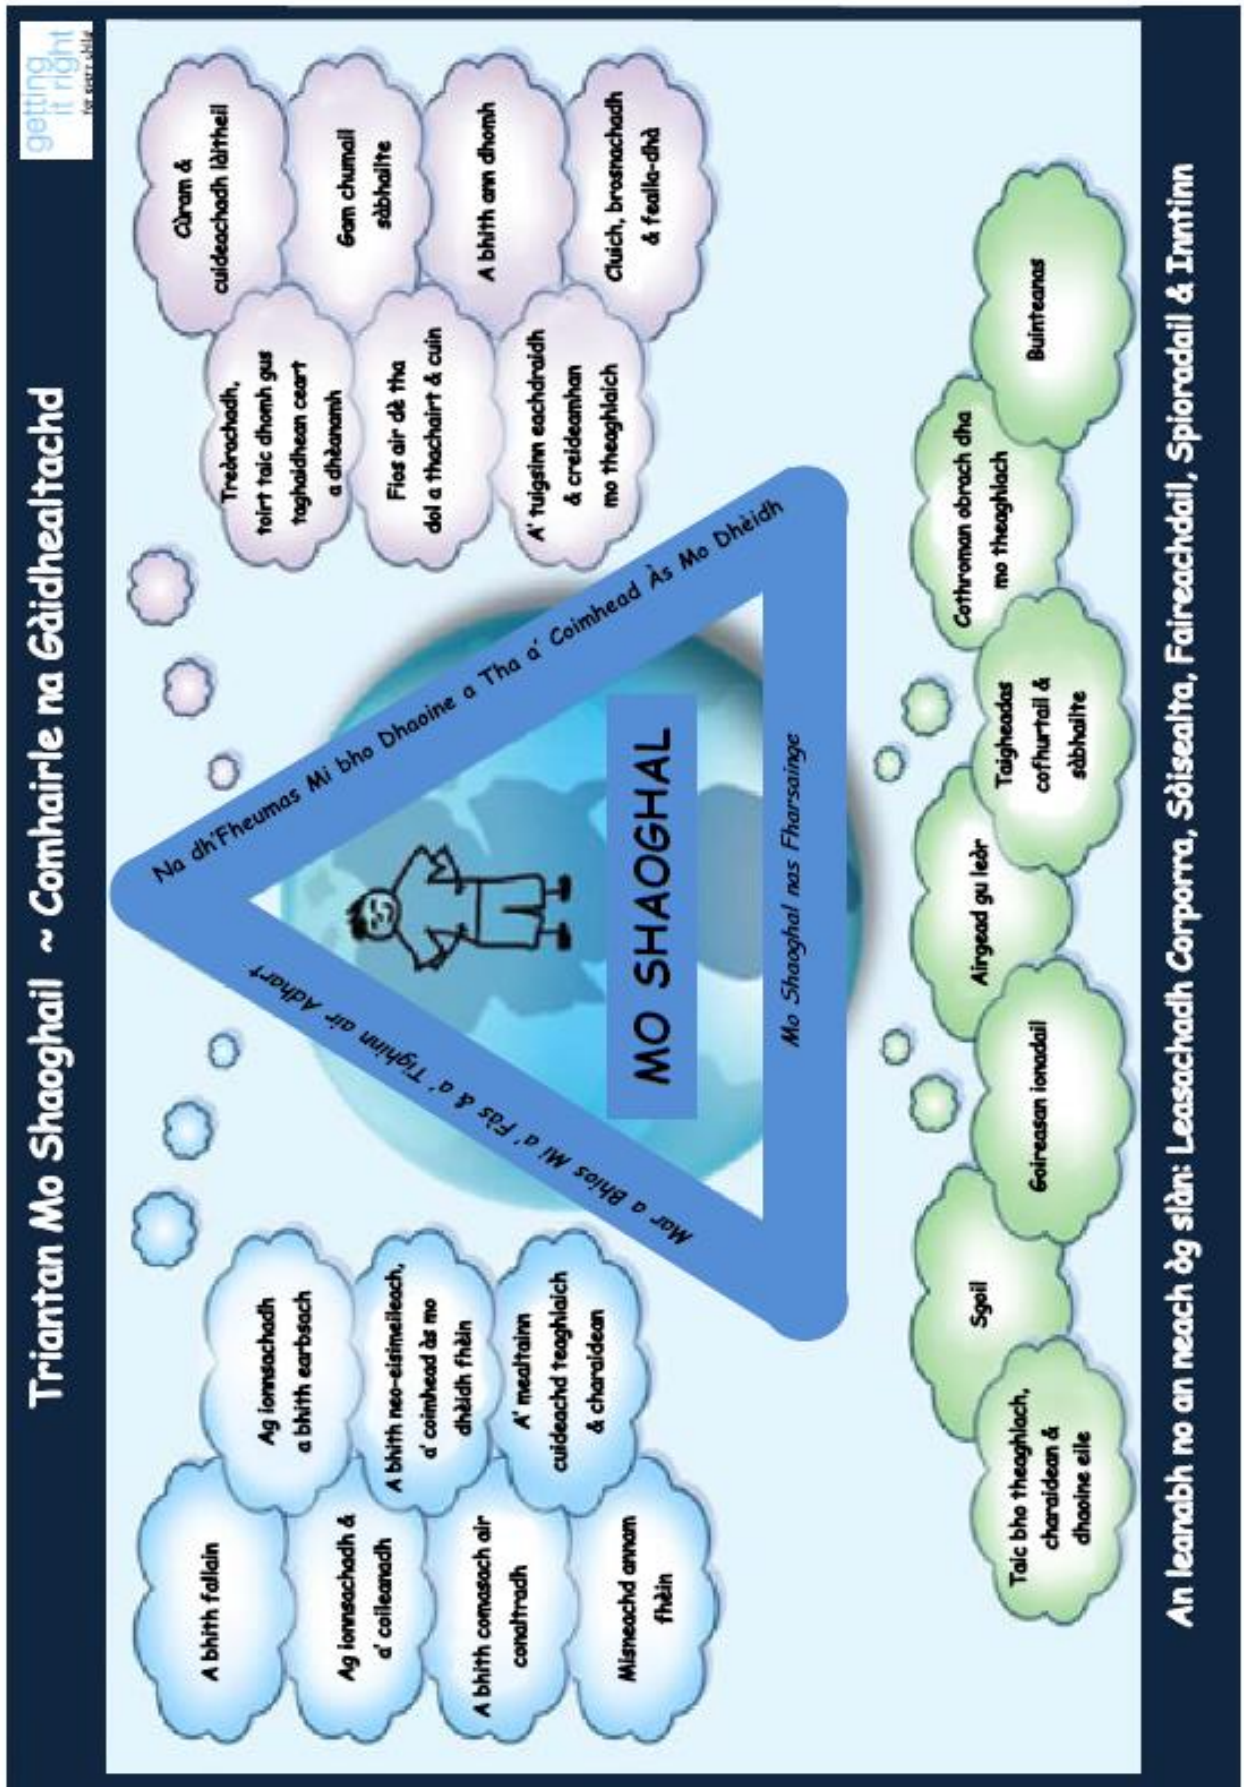 Triantan Mo Shaoghail ~ Comhairle na Gàidhealtachd
getting
it right
for every child
A bhith fallain
Ag ionnsachadh &
a' coileanadh
A bhith comasach air
conaltradh
Misneachd annam
fhèin
Ag ionnsachadh
a bhith earbsach
A bhith neo-eisimeileach,
a' coimhead às mo
dhèidh fhèin
A' mealtainn
cuideachd teaghlaich
& charaidean
Mar a Bhios Mi a' Fàs & a' Tighinn air Adhart
Na dh'Fheumas Mi bho Dhaoine a Tha a' Coimhead Às Mo Dhèidh
MO SHAOGHAL
Mo Shaoghal nas Fharsainge
Treòrachadh,
toirt taic dhomh gus
taghaidhean ceart
a dhèanamh
Fios air dè tha
dol a thachairt & cuin
A' tuigsinn eachdraidh
& creideamhan
mo theaghlaich
Cùram &
cuideachadh làitheil
Gam chumail
sàbhailte
A bhith ann dhomh
Cluich, brosnachadh
& fealla-dhà
Taic bho theaghlach,
charaidean &
dhaoine eile
Sgoil
Goireasan ionadail
Airgead gu leòr
Taigheadas
cofhurtail &
sàbhailte
Cothroman obrach dha
mo theaghlach
Buinteanas
An leanabh no an neach òg slàn: Leasachadh Corporra, Sòisealta, Faireachdail, Spioradail & Inntinn